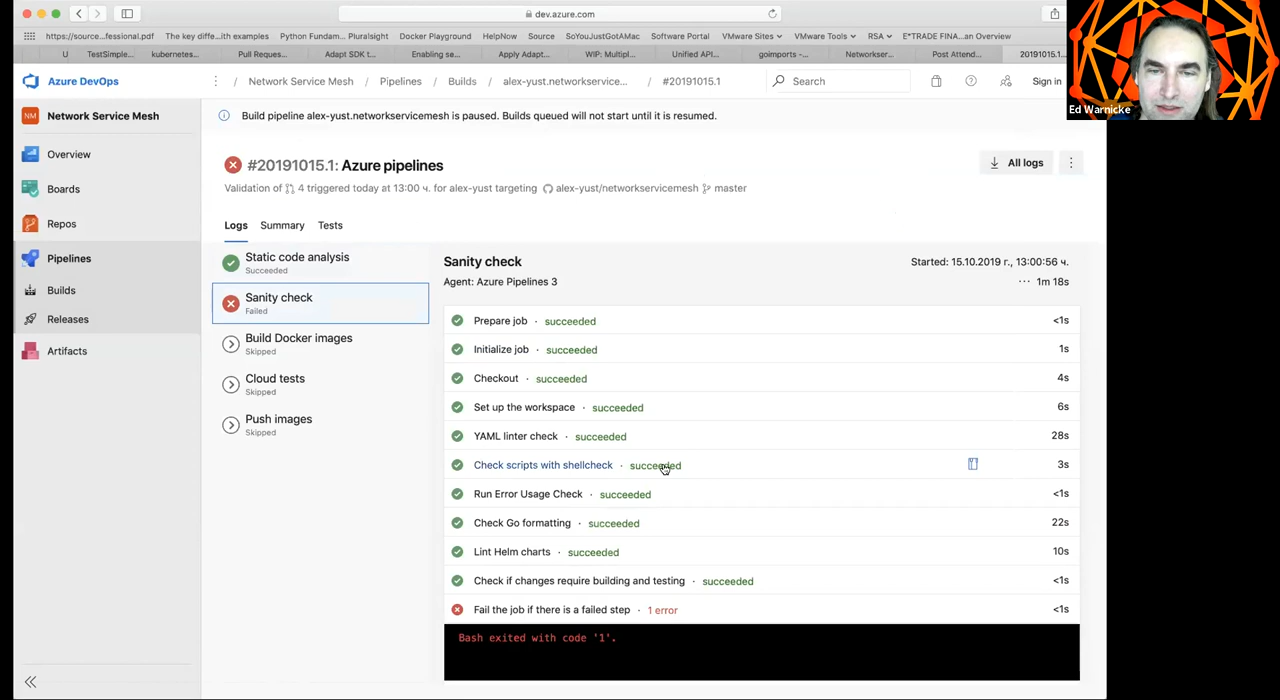 dev.azure.com
https://source...fessional.pdf The key diffe...ith examples Python Fundam... Pluralsight Docker Playground HelpNow Source SoYouJustGotAMac Software Portal VMware Sites VMware Tools RSA E*TRADE FINA...an Overview
U TestSimple... kubernetes... Pull Reques... Adapt SDK t... Enabling se... Apply Adapt... WIP: Multipl... Unified API... goimports -... Networkser... Post Attend... 20191015.1...
Ed Warnicke
Azure DevOps / Network Service Mesh / Pipelines / Builds / alex-yust.networkservice... / #20191015.1 Search Sign in
NM Network Service Mesh
Build pipeline alex-yust.networkservicemesh is paused. Builds queued will not start until it is resumed.
Overview
Boards
Repos
Pipelines
Builds
Releases
Artifacts
#20191015.1: Azure pipelines
All logs
Validation of 4 triggered today at 13:00 ч. for alex-yust targeting alex-yust/networkservicemesh master
Logs Summary Tests
Static code analysis
Succeeded
Sanity check
Failed
Build Docker images
Skipped
Cloud tests
Skipped
Push images
Skipped
Sanity check Started: 15.10.2019 г., 13:00:56 ч.
Agent: Azure Pipelines 3 ··· 1m 18s
Prepare job · succeeded <1s
Initialize job · succeeded 1s
Checkout · succeeded 4s
Set up the workspace · succeeded 6s
YAML linter check · succeeded 28s
Check scripts with shellcheck · succeeded 3s
Run Error Usage Check · succeeded <1s
Check Go formatting · succeeded 22s
Lint Helm charts · succeeded 10s
Check if changes require building and testing · succeeded <1s
Fail the job if there is a failed step · 1 error <1s
Bash exited with code '1'.